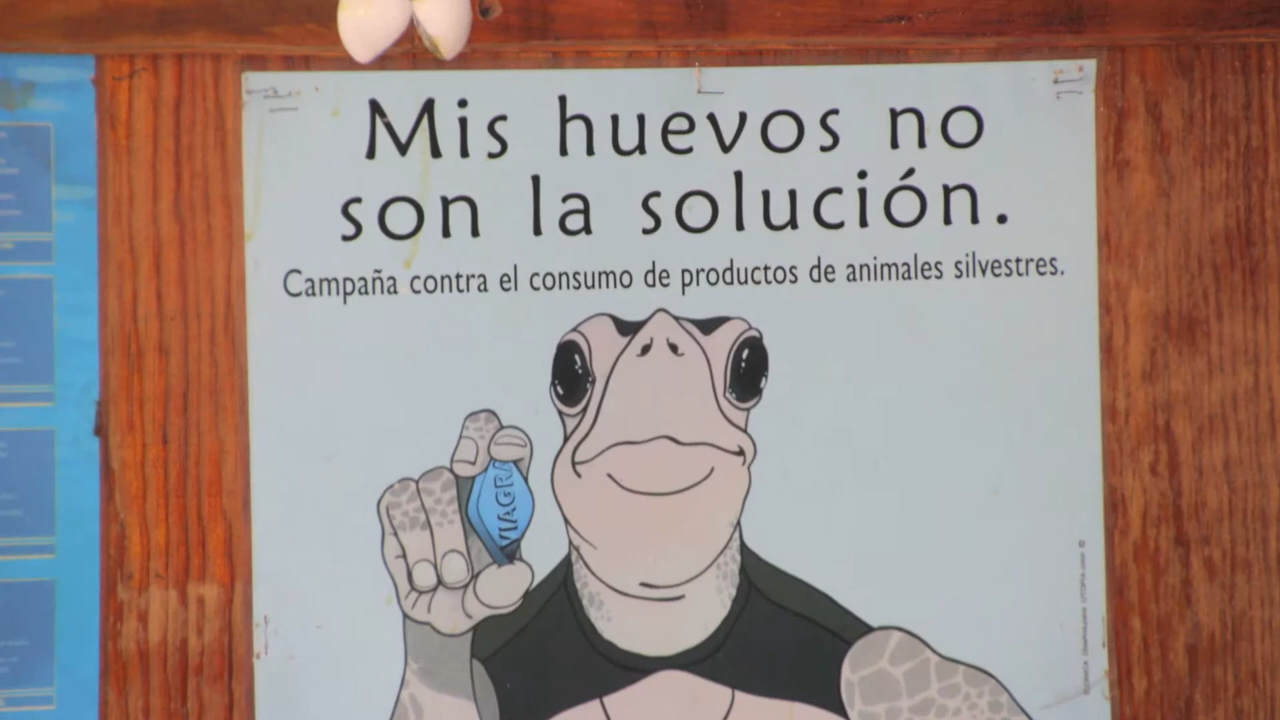 Mis huevos no
son la solución.
Campaña contra el consumo de productos de animales silvestres.
VIAGRA